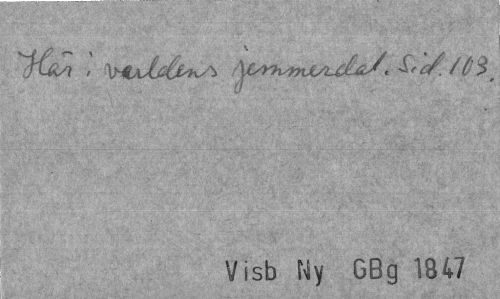 Här i verldens jemmerdal. Sid. 103.
Visb Ny GBg 1847